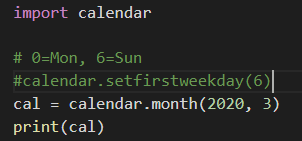 import calendar
# 0=Mon, 6=Sun
#calendar.setfirstweekday(6)
cal = calendar.month(2020, 3)
print(cal)